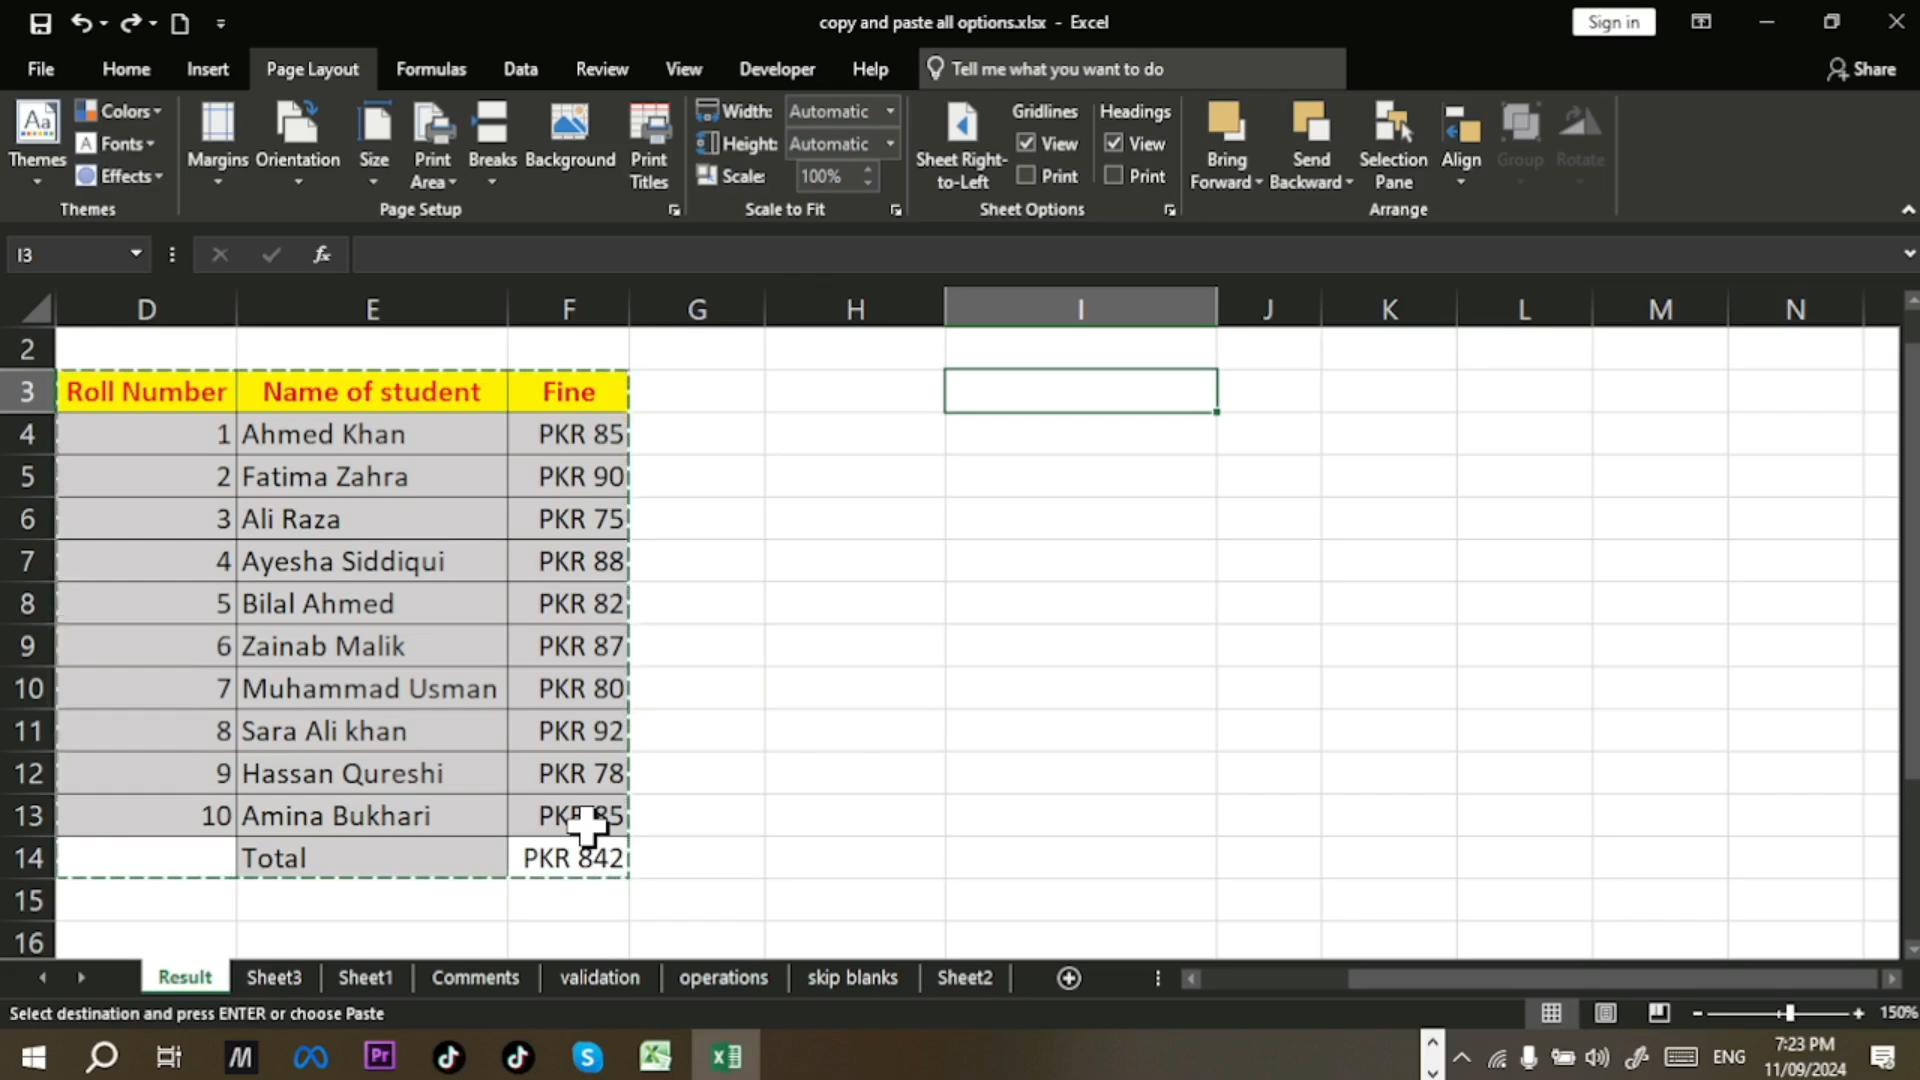 copy and paste all options.xlsx - Excel
Sign in
File Home Insert Page Layout Formulas Data Review View Developer Help Tell me what you want to do Share
Aa Colors Width: Automatic Gridlines Headings
Fonts Height: Automatic View View
Themes Effects Margins Orientation Size Print Area Breaks Background Print Titles Scale: 100% Sheet Right-to-Left Print Print Bring Forward Send Backward Selection Pane Align Group Rotate
Themes Page Setup Scale to Fit Sheet Options Arrange
I3 fx
D E F G H I J K L M N
2
3 Roll Number Name of student Fine
4 1 Ahmed Khan PKR 85
5 2 Fatima Zahra PKR 90
6 3 Ali Raza PKR 75
7 4 Ayesha Siddiqui PKR 88
8 5 Bilal Ahmed PKR 82
9 6 Zainab Malik PKR 87
10 7 Muhammad Usman PKR 80
11 8 Sara Ali khan PKR 92
12 9 Hassan Qureshi PKR 78
13 10 Amina Bukhari PKR 85
14 Total PKR 842
15
16
Result Sheet3 Sheet1 Comments validation operations skip blanks Sheet2
Select destination and press ENTER or choose Paste 150%
Pr S ENG 7:23 PM
11/09/2024